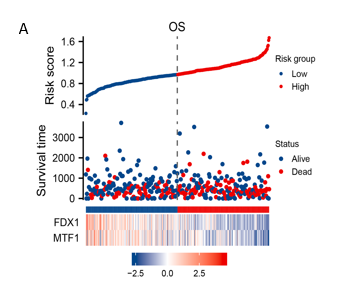 A
OS
Risk score
1.6
1.2
0.8
0.4
Risk group
Low
High
Survival time
3000
2000
1000
0
Status
Alive
Dead
FDX1
MTF1
−2.5 0.0 2.5